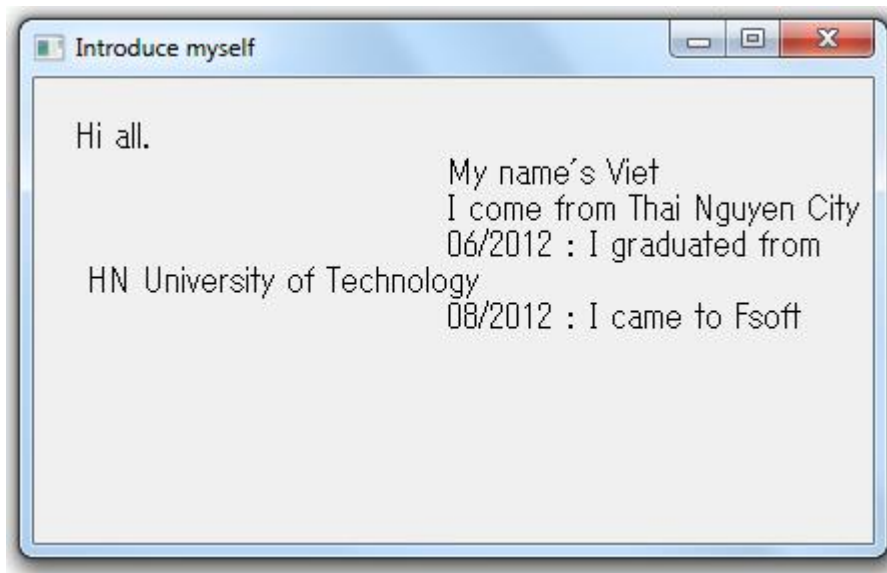 Introduce myself
Hi all.
My name's Viet
I come from Thai Nguyen City
06/2012 : I graduated from
HN University of Technology
08/2012 : I came to Fsoft